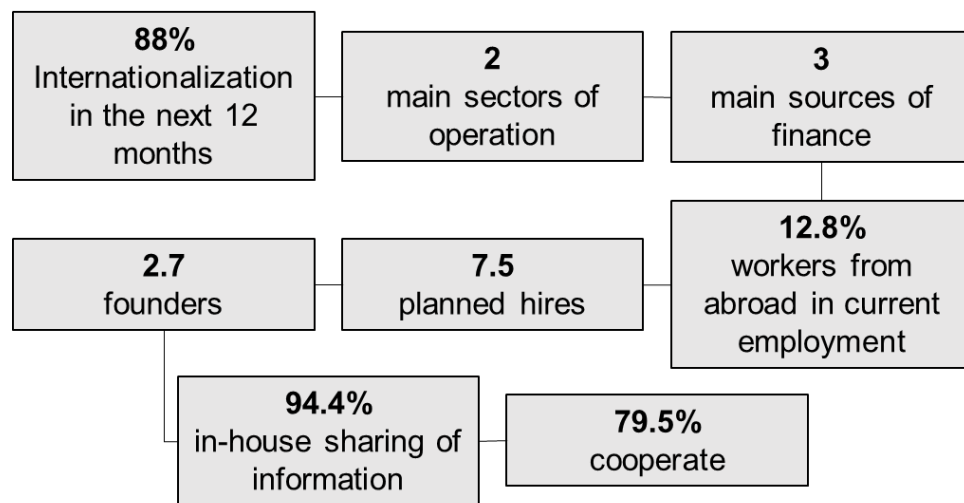 88%
Internationalization
in the next 12
months
2
main sectors of
operation
3
main sources of
finance
12.8%
workers from
abroad in current
employment
7.5
planned hires
2.7
founders
94.4%
in-house sharing of
information
79.5%
cooperate